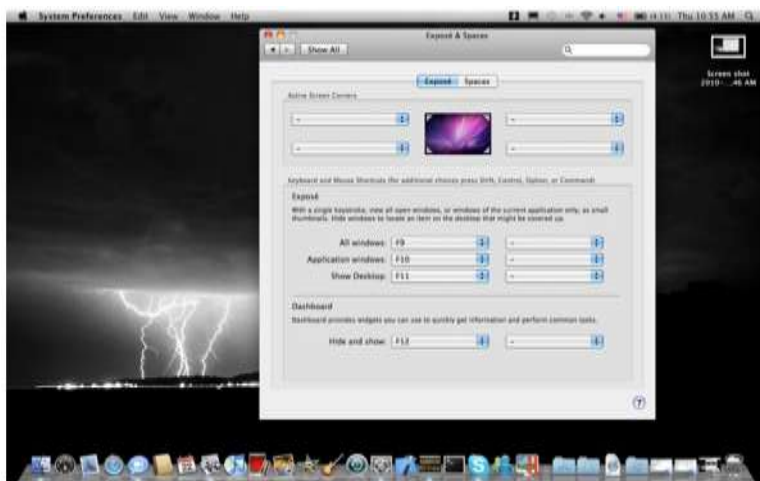 System Preferences Edit View Window Help
Thu 10:55 AM
Exposé & Spaces
Show All
Screen shot
2010-...46 AM
Exposé Spaces
Active Screen Corners
-
-
-
-
Keyboard and Mouse Shortcuts (for additional choices press Shift, Control, Option, or Command)
Exposé
With a single keystroke, view all open windows, or windows of the current application only, as small
thumbnails. Hide windows to locate an item on the desktop that might be covered up.
All windows: F9 -
Application windows: F10 -
Show Desktop: F11 -
Dashboard
Dashboard provides widgets you can use to quickly get information and perform common tasks.
Hide and show: F12 -
?